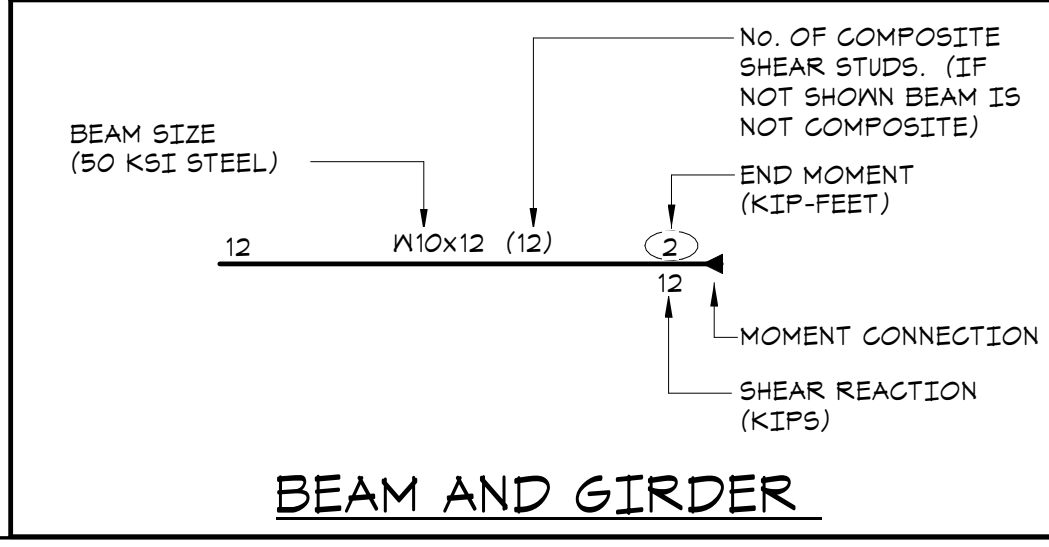 No. OF COMPOSITE
SHEAR STUDS. (IF
NOT SHOWN BEAM IS
NOT COMPOSITE)
BEAM SIZE
(50 KSI STEEL)
END MOMENT
(KIP-FEET)
12 W10x12 (12) 2
12
MOMENT CONNECTION
SHEAR REACTION
(KIPS)
BEAM AND GIRDER